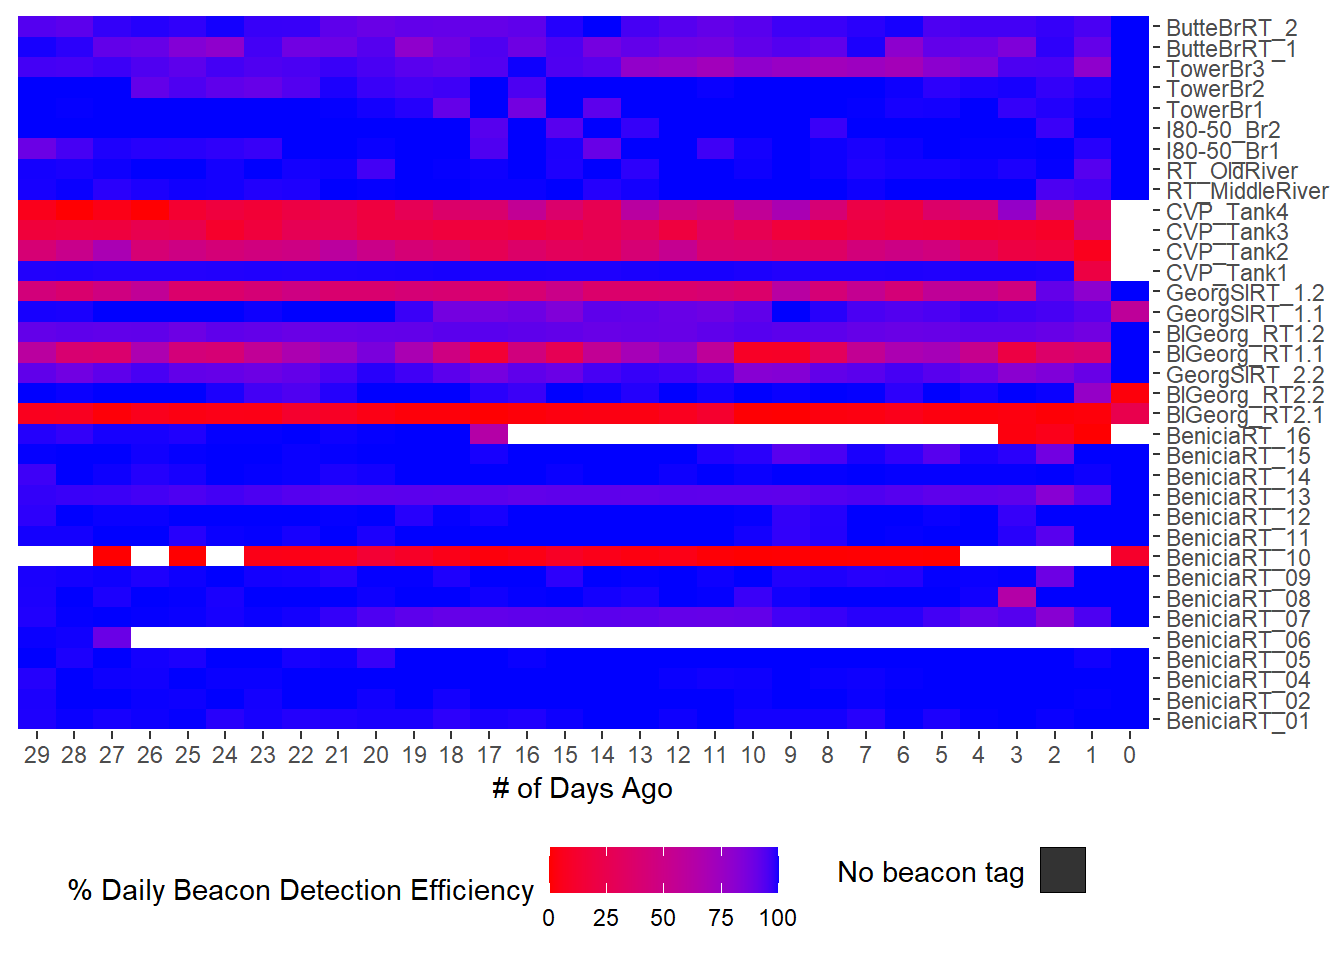 ButteBrRT_2
ButteBrRT_1
TowerBr3
TowerBr2
TowerBr1
I80-50_Br2
I80-50_Br1
RT_OldRiver
RT_MiddleRiver
CVP_Tank4
CVP_Tank3
CVP_Tank2
CVP_Tank1
GeorgSlRT_1.2
GeorgSlRT_1.1
BlGeorg_RT1.2
BlGeorg_RT1.1
GeorgSlRT_2.2
BlGeorg_RT2.2
BlGeorg_RT2.1
BeniciaRT_16
BeniciaRT_15
BeniciaRT_14
BeniciaRT_13
BeniciaRT_12
BeniciaRT_11
BeniciaRT_10
BeniciaRT_09
BeniciaRT_08
BeniciaRT_07
BeniciaRT_06
BeniciaRT_05
BeniciaRT_04
BeniciaRT_02
BeniciaRT_01
29 28 27 26 25 24 23 22 21 20 19 18 17 16 15 14 13 12 11 10 9 8 7 6 5 4 3 2 1 0
# of Days Ago
% Daily Beacon Detection Efficiency
0 25 50 75 100
No beacon tag